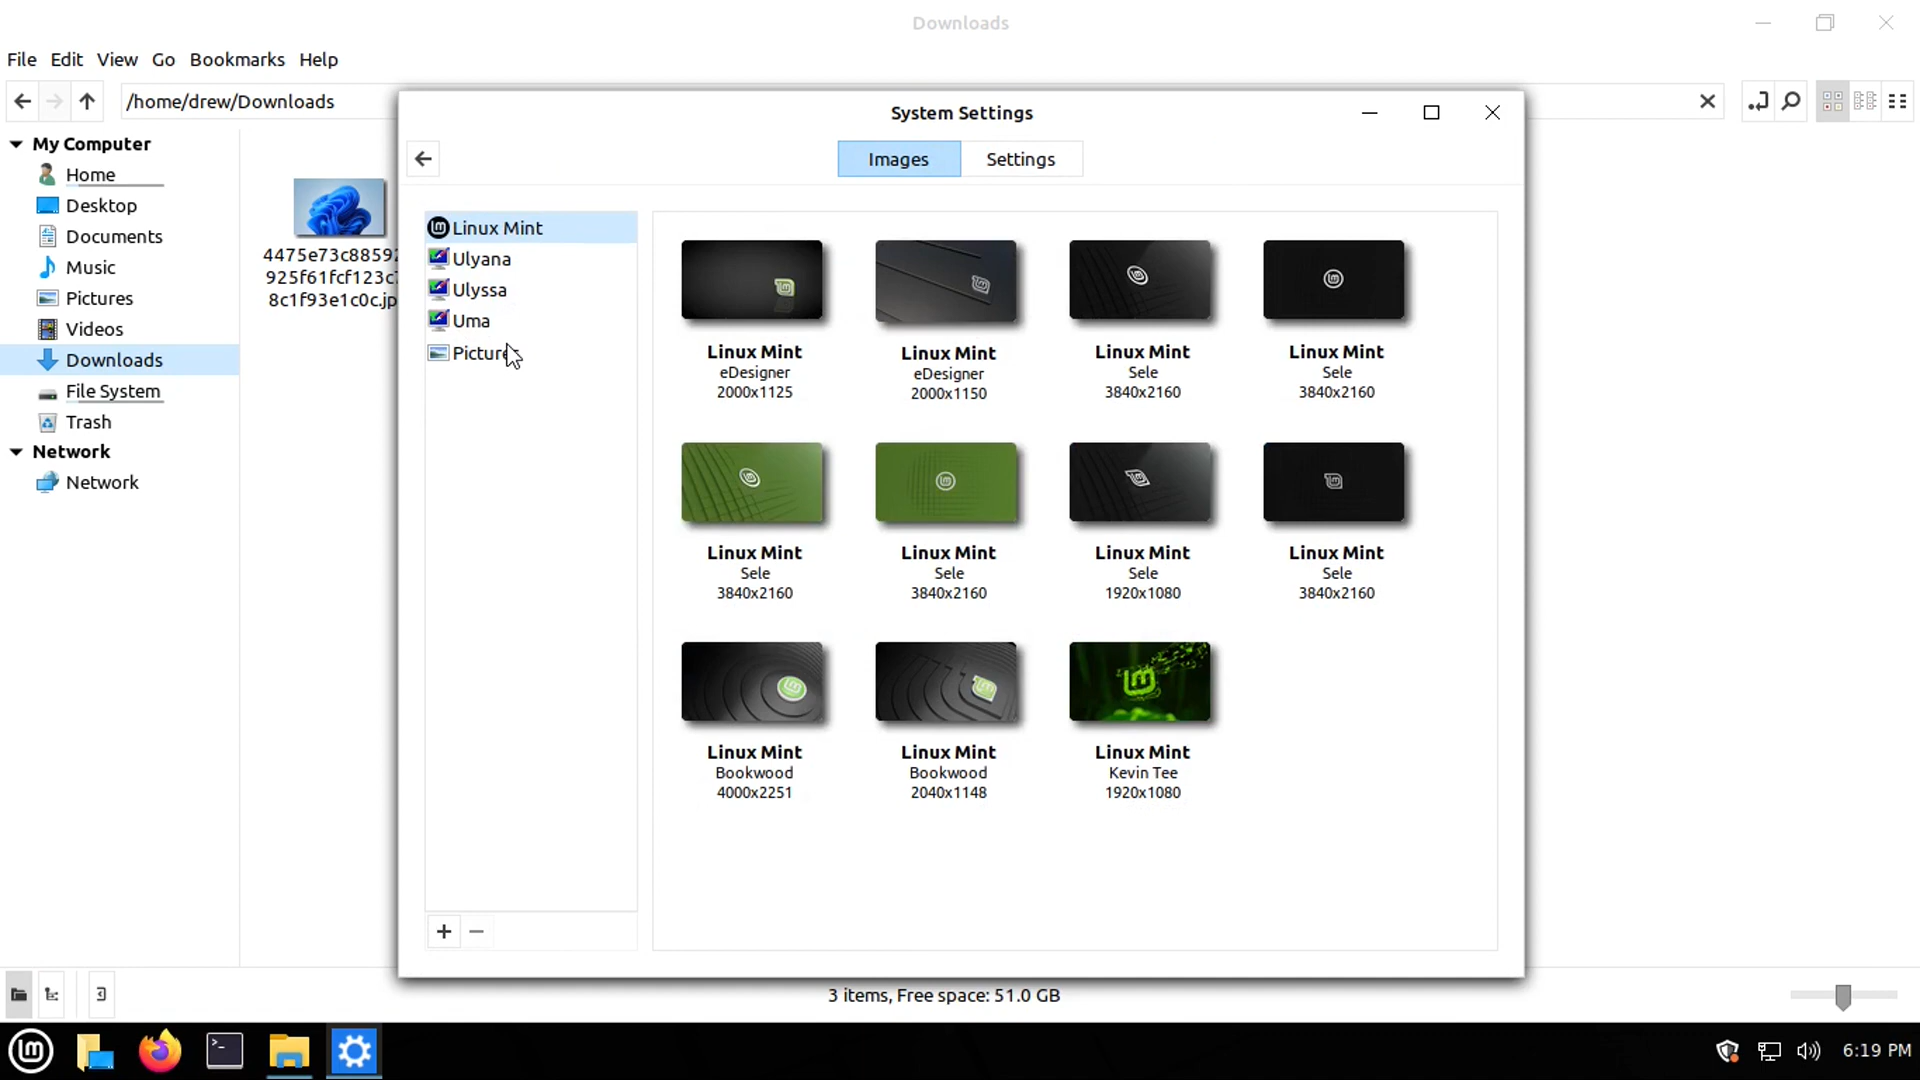 Downloads
File Edit View Go Bookmarks Help
/home/drew/Downloads
System Settings
Images Settings
My Computer
Home
Desktop
Documents
Music
Pictures
Videos
Downloads
File System
Trash
Network
Network
4475e73c8859
925f61fcf123c
8c1f93e1c0c.jp
Linux Mint
Ulyana
Ulyssa
Uma
Pictures
Linux Mint
eDesigner
2000x1125
Linux Mint
eDesigner
2000x1150
Linux Mint
Sele
3840x2160
Linux Mint
Sele
3840x2160
Linux Mint
Sele
3840x2160
Linux Mint
Sele
3840x2160
Linux Mint
Sele
1920x1080
Linux Mint
Sele
3840x2160
Linux Mint
Bookwood
4000x2251
Linux Mint
Bookwood
2040x1148
Linux Mint
Kevin Tee
1920x1080
3 items, Free space: 51.0 GB
6:19 PM